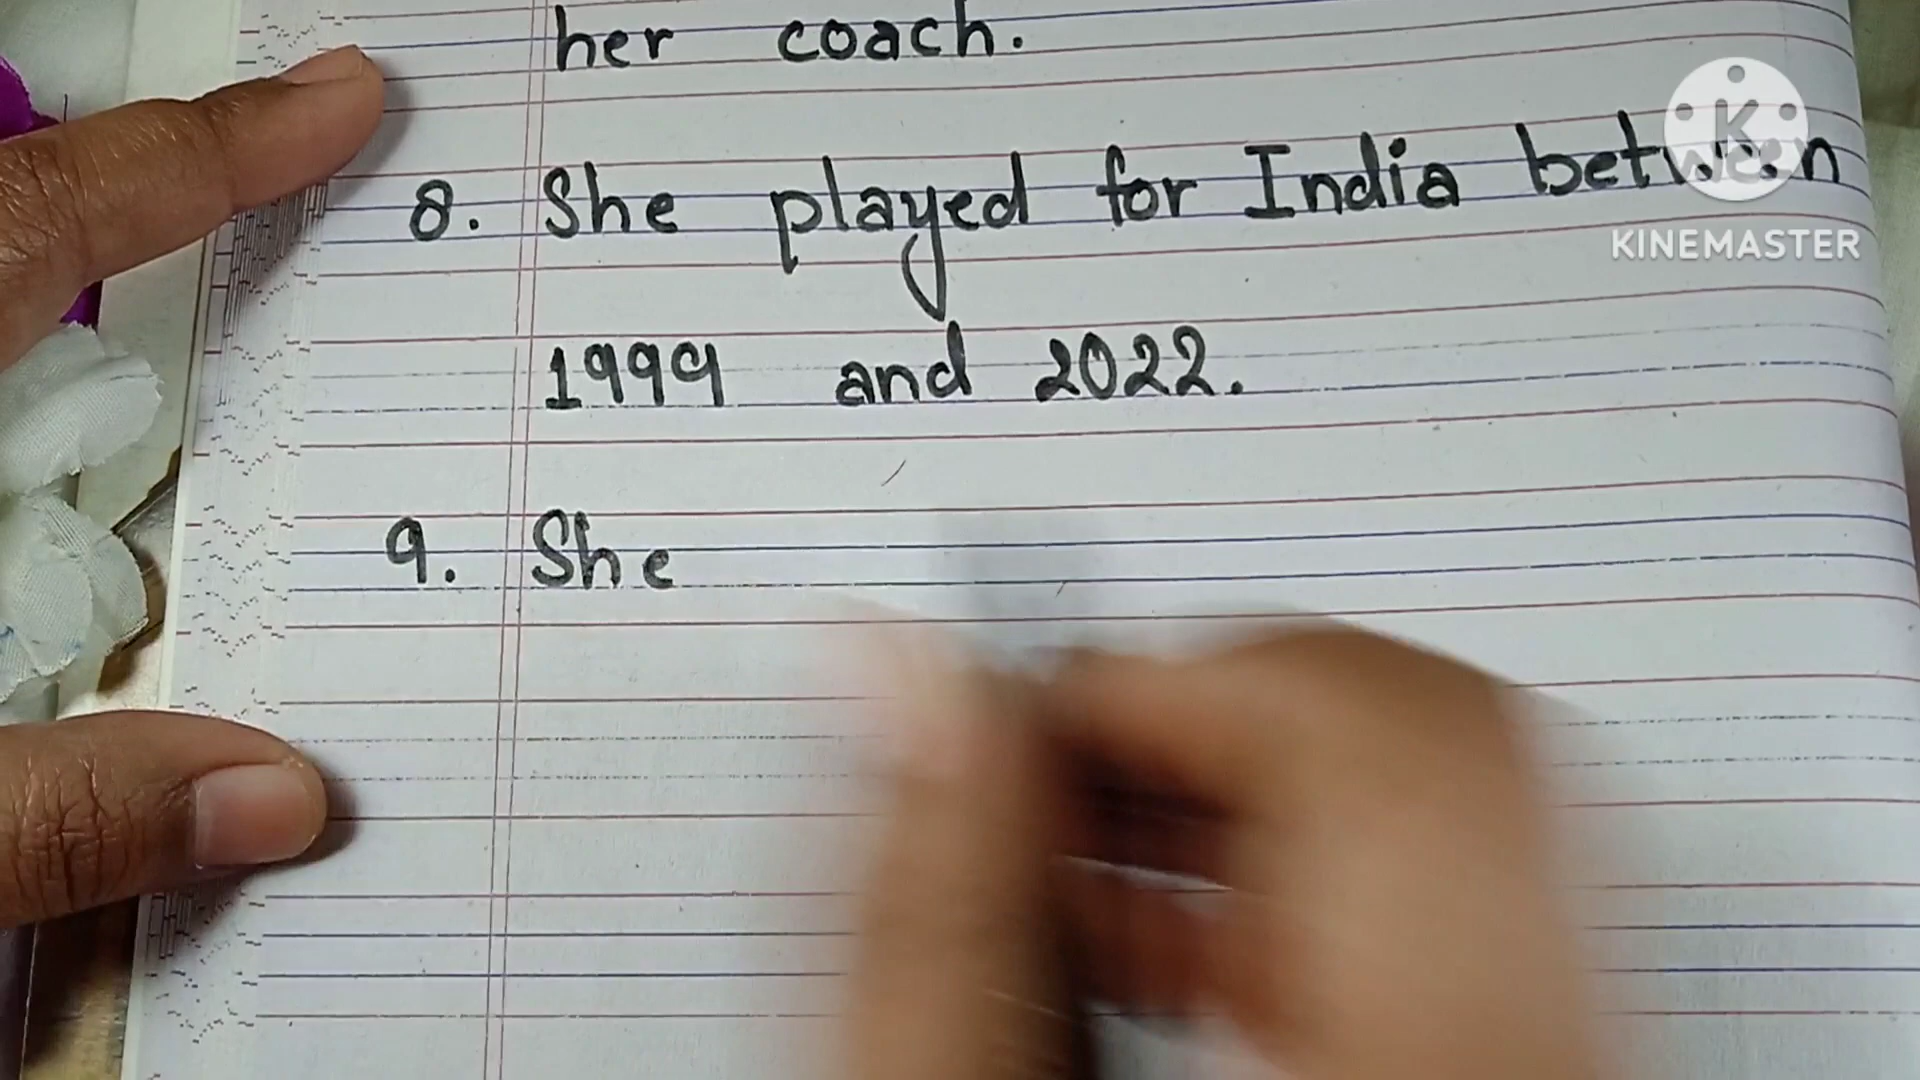 her coach.
8. She played for India between
K
KINEMASTER
1999 and 2022.
9. She